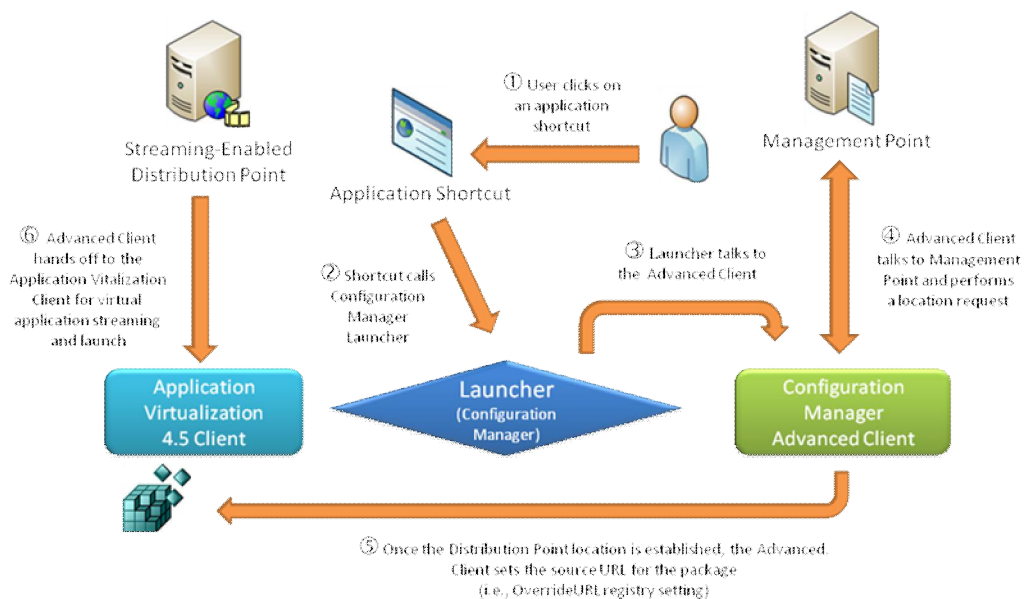 ① User clicks on
an application
shortcut
Streaming-Enabled
Distribution Point
Application Shortcut
Management Point
⑥ Advanced Client
hands off to the
Application Vitalization
Client for virtual
application streaming
and launch
② Shortcut calls
Configuration
Manager
Launcher
③ Launcher talks to
the Advanced Client
④ Advanced Client
talks to Management
Point and performs
a location request
Application
Virtualization
4.5 Client
Launcher
(Configuration
Manager)
Configuration
Manager
Advanced Client
⑤ Once the Distribution Point location is established, the Advanced.
Client sets the source URL for the package
(i.e., OverrideURL registry setting)